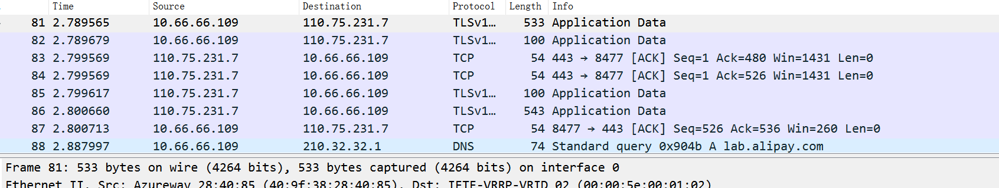 Time Source Destination Protocol Length Info
81 2.789565 10.66.66.109 110.75.231.7 TLSv1… 533 Application Data
82 2.789679 10.66.66.109 110.75.231.7 TLSv1… 100 Application Data
83 2.799569 110.75.231.7 10.66.66.109 TCP 54 443 → 8477 [ACK] Seq=1 Ack=480 Win=1431 Len=0
84 2.799569 110.75.231.7 10.66.66.109 TCP 54 443 → 8477 [ACK] Seq=1 Ack=526 Win=1431 Len=0
85 2.799617 110.75.231.7 10.66.66.109 TLSv1… 100 Application Data
86 2.800660 110.75.231.7 10.66.66.109 TLSv1… 543 Application Data
87 2.800713 10.66.66.109 110.75.231.7 TCP 54 8477 → 443 [ACK] Seq=526 Ack=536 Win=260 Len=0
88 2.887997 10.66.66.109 210.32.32.1 DNS 74 Standard query 0x904b A lab.alipay.com
Frame 81: 533 bytes on wire (4264 bits), 533 bytes captured (4264 bits) on interface 0
Ethernet II, Src: Azureway_28:40:85 (40:9f:38:28:40:85), Dst: IETF-VRRP-VRID_02 (00:00:5e:00:01:02)